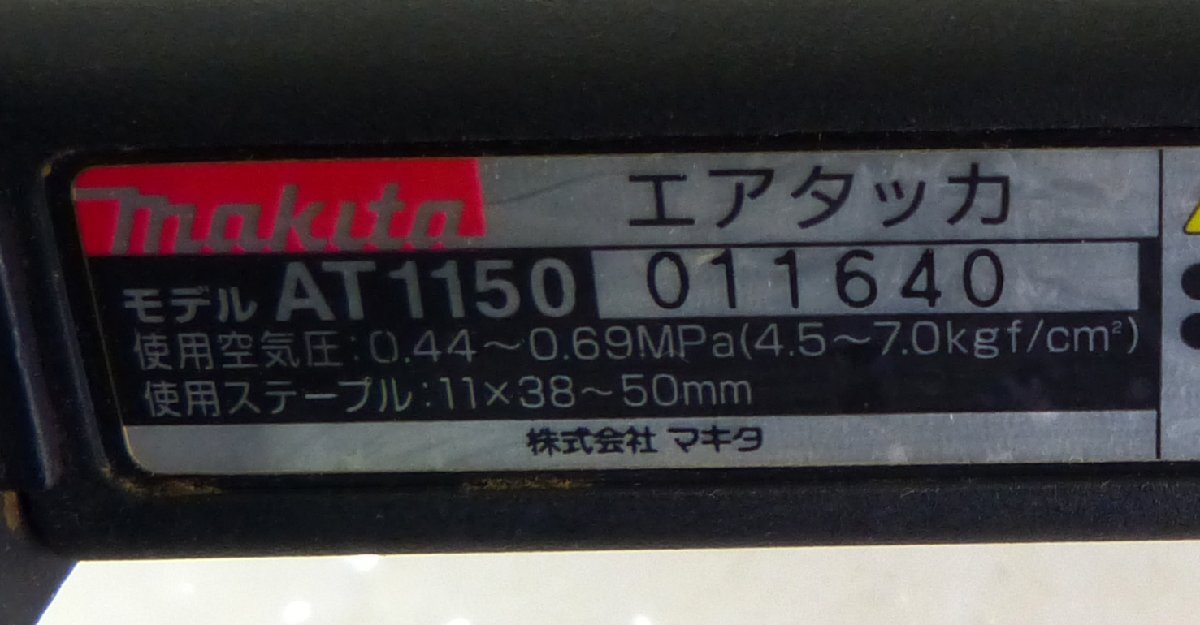 makita エアタッカ
モデル AT1150 011640
使用空気圧:0.44～0.69MPa(4.5～7.0kgf/cm²)
使用ステープル:11×38～50mm
株式会社 マキタ